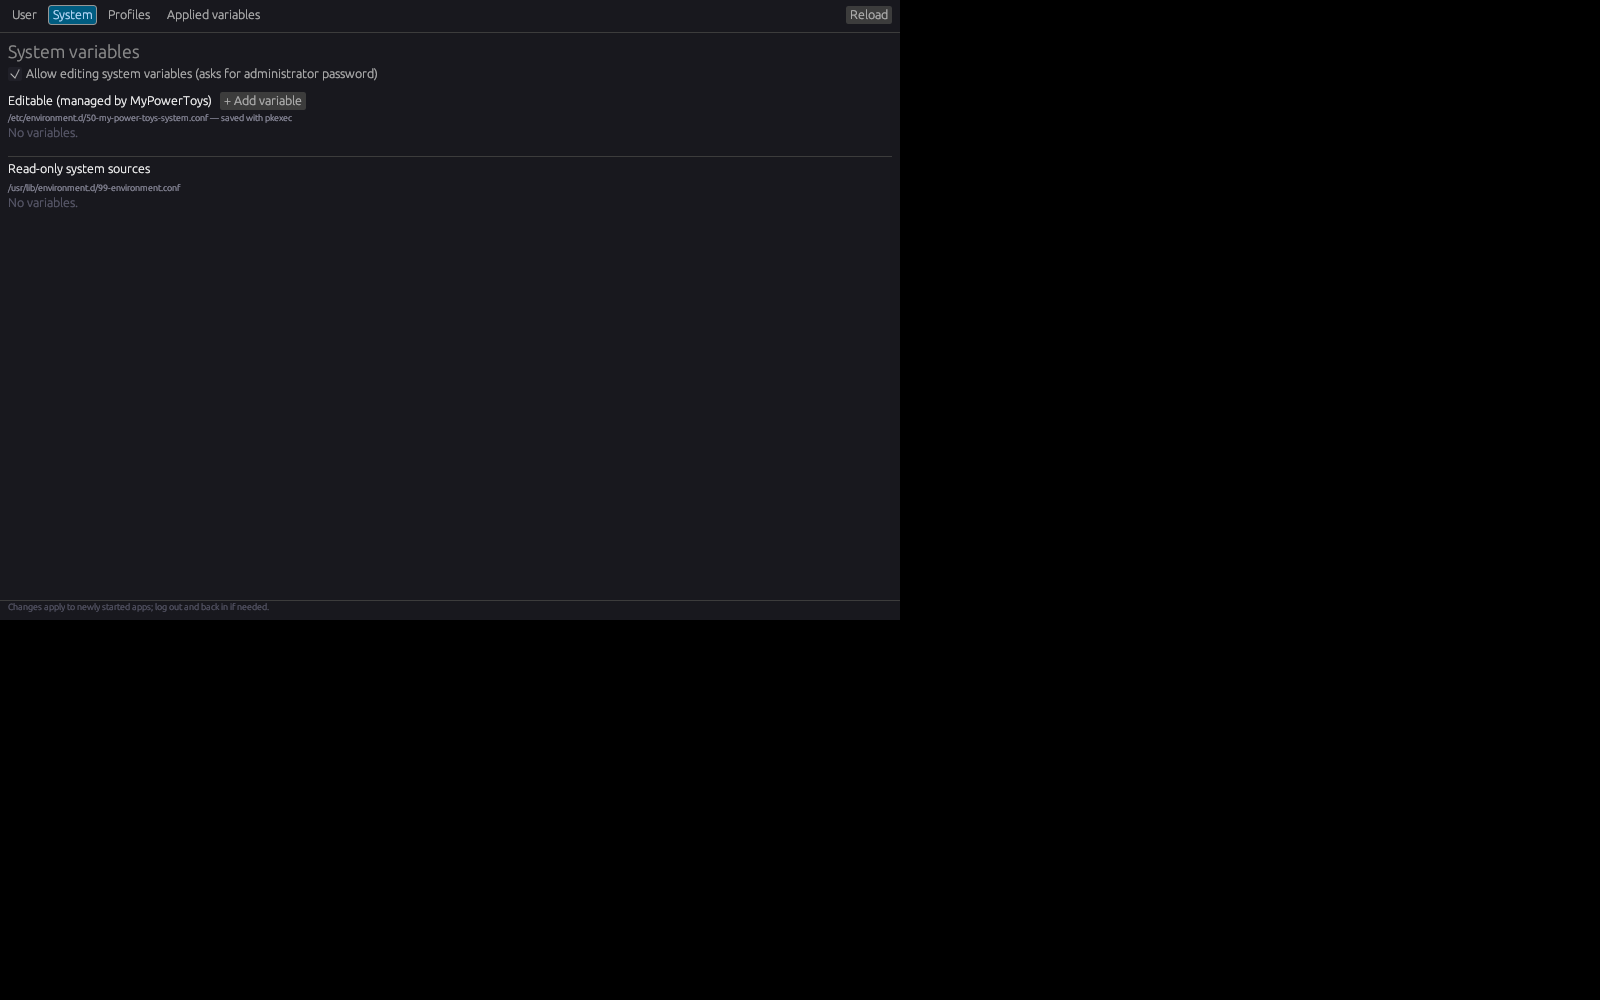 User System Profiles Applied variables Reload
System variables
Allow editing system variables (asks for administrator password)
Editable (managed by MyPowerToys) + Add variable
/etc/environment.d/50-my-power-toys-system.conf — saved with pkexec
No variables.
Read-only system sources
/usr/lib/environment.d/99-environment.conf
No variables.
Changes apply to newly started apps; log out and back in if needed.